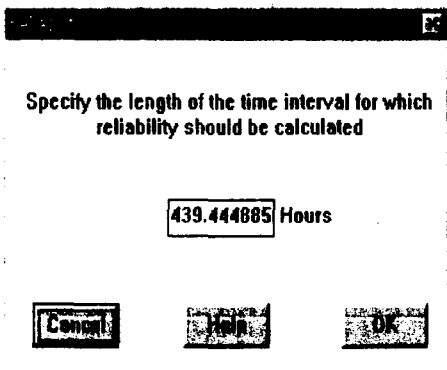 Specify the length of the time interval for which
reliability should be calculated
439.444885 Hours
Cancel Help OK